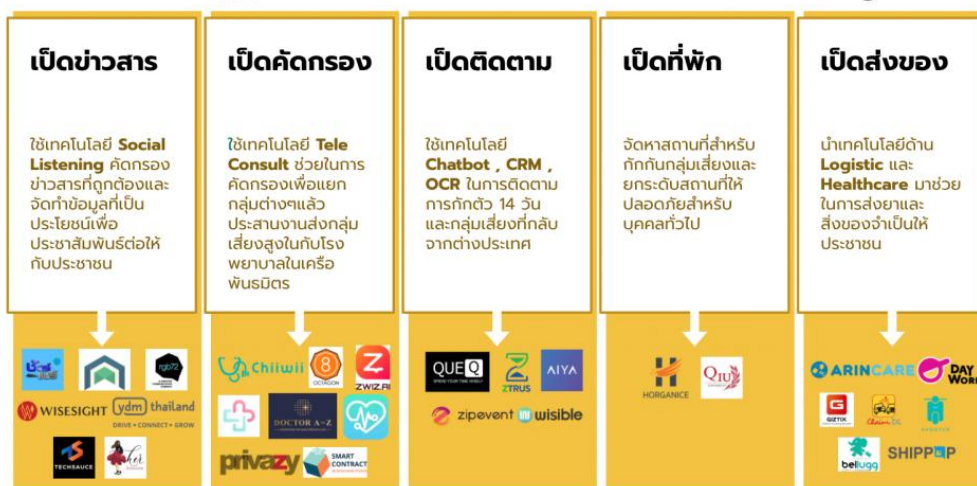 เปิดข่าวสาร
ใช้เทคโนโลยี Social
Listening คัดกรอง
ข่าวสารที่ถูกต้องและ
จัดทำข้อมูลที่เป็น
ประโยชน์เพื่อ
ประชาสัมพันธ์ต่อให้
กับประชาชน
เปิดคัดกรอง
ใช้เทคโนโลยี Tele
Consult ช่วยในการ
คัดกรองเพื่อแยก
กลุ่มต่างๆแล้ว
ประสานงานส่งกลุ่ม
เสี่ยงสูงในกับโรง
พยาบาลในเครือ
พันธมิตร
เปิดติดตาม
ใช้เทคโนโลยี
Chatbot , CRM ,
OCR ในการติดตาม
การกักตัว 14 วัน
และกลุ่มเสี่ยงที่กลับ
จากต่างประเทศ
เปิดที่พัก
จัดหาสถานที่สำหรับ
กักกันกลุ่มเสี่ยงและ
ยกระดับสถานที่ให้
ปลอดภัยสำหรับ
บุคคลทั่วไป
เปิดส่งของ
นำเทคโนโลยีด้าน
Logistic และ
Healthcare มาช่วย
ในการส่งยาและ
สิ่งของจำเป็นให้
ประชาชน
rgb72
WISESIGHT
ydm thailand
DRIVE • CONNECT • GROW
TECHSAUCE
her
Chiiwii
8
OCTAGON
Z
ZWIZ.AI
DOCTOR A-Z
privazy
SMART
CONTRACT
QUEQ
ZTRUS
AIYA
zipevent
wisible
HORGANICE
QIU
ARINCARE
DAY
WORK
G
GIZTIX
SHIPPOP
bellugg